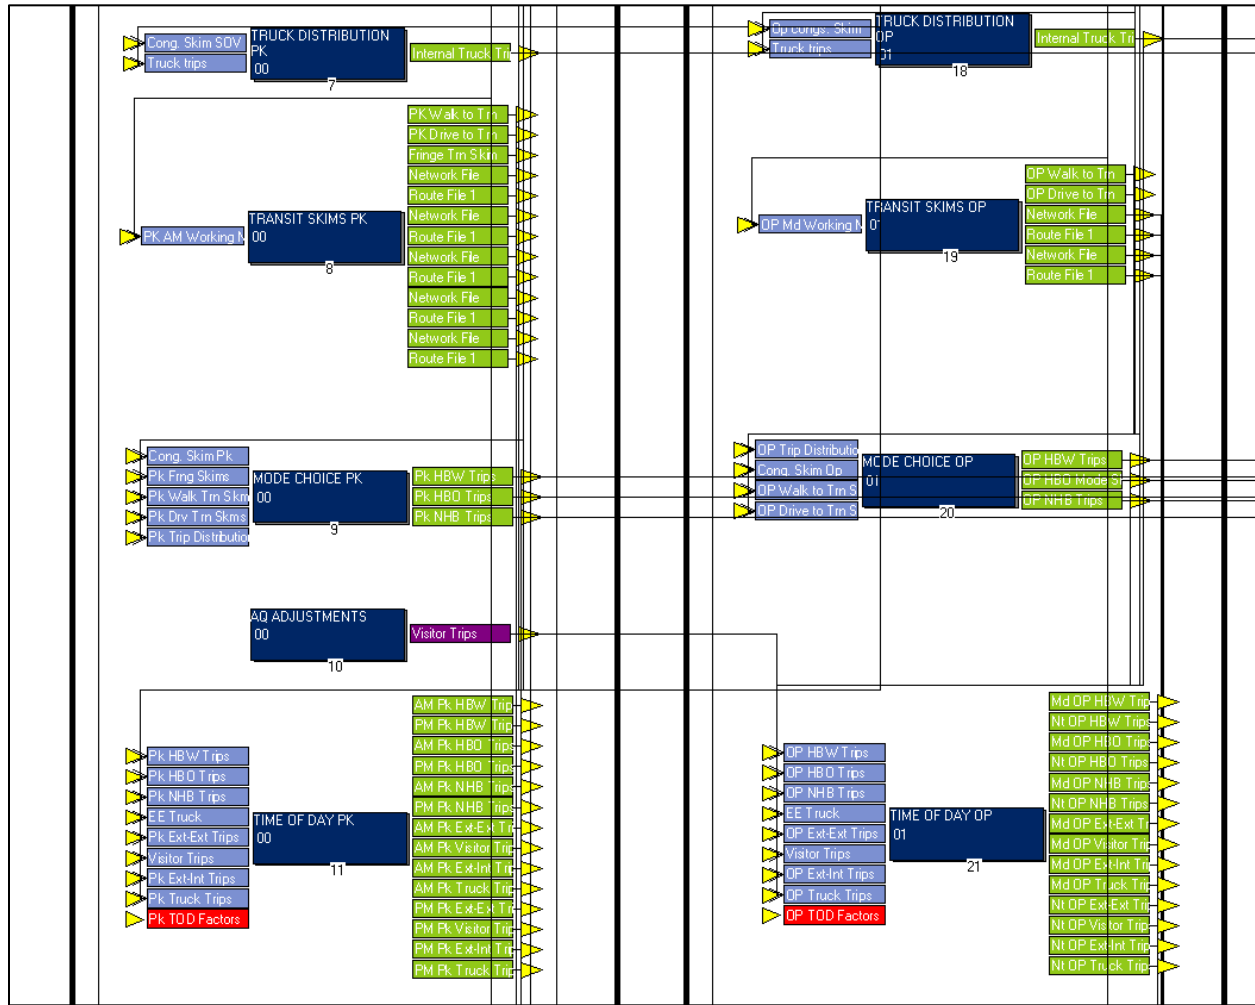 TRUCK DISTRIBUTION
PK
00
7
Cong. Skim SOV
Truck trips
Internal Truck Tri
TRUCK DISTRIBUTION
OP
01
18
Op congs. Skim
Truck trips
Internal Truck Tri
PK Walk to Trn
PK Drive to Trn
Fringe Trn Skim
Network File
Route File 1
Network File
Route File 1
Network File
Route File 1
Network File
Route File 1
Network File
Route File 1
TRANSIT SKIMS PK
00
8
PK AM Working N
OP Walk to Trn
OP Drive to Trn
Network File
Route File 1
Network File
Route File 1
TRANSIT SKIMS OP
01
19
OP Md Working N
Cong. Skim Pk
Pk Frng Skims
Pk Walk Trn Skm
Pk Drv Trn Skms
Pk Trip Distributio
MODE CHOICE PK
00
9
Pk HBW Trips
Pk HBO Trips
Pk NHB Trips
OP Trip Distributio
Cong. Skim Op
OP Walk to Trn S
OP Drive to Trn S
MODE CHOICE OP
01
20
OP HBW Trips
OP HBO Mode S
OP NHB Trips
AQ ADJUSTMENTS
00
10
Visitor Trips
Pk HBW Trips
Pk HBO Trips
Pk NHB Trips
EE Truck
Pk Ext-Ext Trips
Visitor Trips
Pk Ext-Int Trips
Pk Truck Trips
Pk TOD Factors
TIME OF DAY PK
00
11
AM Pk HBW Trip
PM Pk HBW Trip
AM Pk HBO Trips
PM Pk HBO Trips
AM Pk NHB Trips
PM Pk NHB Trips
AM Pk Ext-Ext Tri
AM Pk Visitor Trip
AM Pk Ext-Int Trip
AM Pk Truck Trip
PM Pk Ext-Ext Tri
PM Pk Visitor Trip
PM Pk Ext-Int Trip
PM Pk Truck Trip
OP HBW Trips
OP HBO Trips
OP NHB Trips
EE Truck
OP Ext-Ext Trips
Visitor Trips
OP Ext-Int Trips
OP Truck Trips
OP TOD Factors
TIME OF DAY OP
01
21
Md OP HBW Trip
Nt OP HBW Trips
Md OP HBO Trips
Nt OP HBO Trips
Md OP NHB Trips
Nt OP NHB Trips
Md OP Ext-Ext Tr
Md OP Visitor Trip
Md OP Ext-Int Tri
Md OP Truck Trip
Nt OP Ext-Ext Trip
Nt OP Visitor Trip
Nt OP Ext-Int Trip
Nt OP Truck Trips